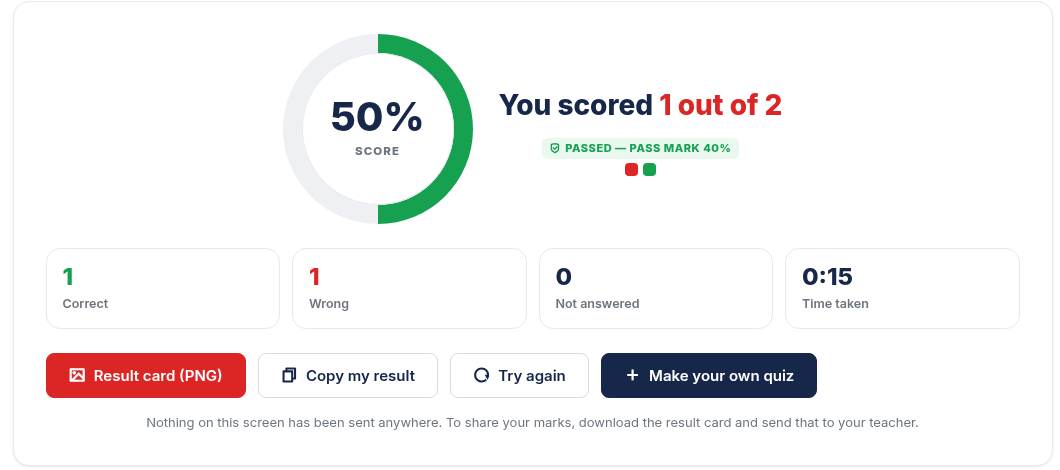 50%
SCORE
You scored 1 out of 2
PASSED — PASS MARK 40%
1
Correct
1
Wrong
0
Not answered
0:15
Time taken
Result card (PNG)
Copy my result
Try again
Make your own quiz
Nothing on this screen has been sent anywhere. To share your marks, download the result card and send that to your teacher.